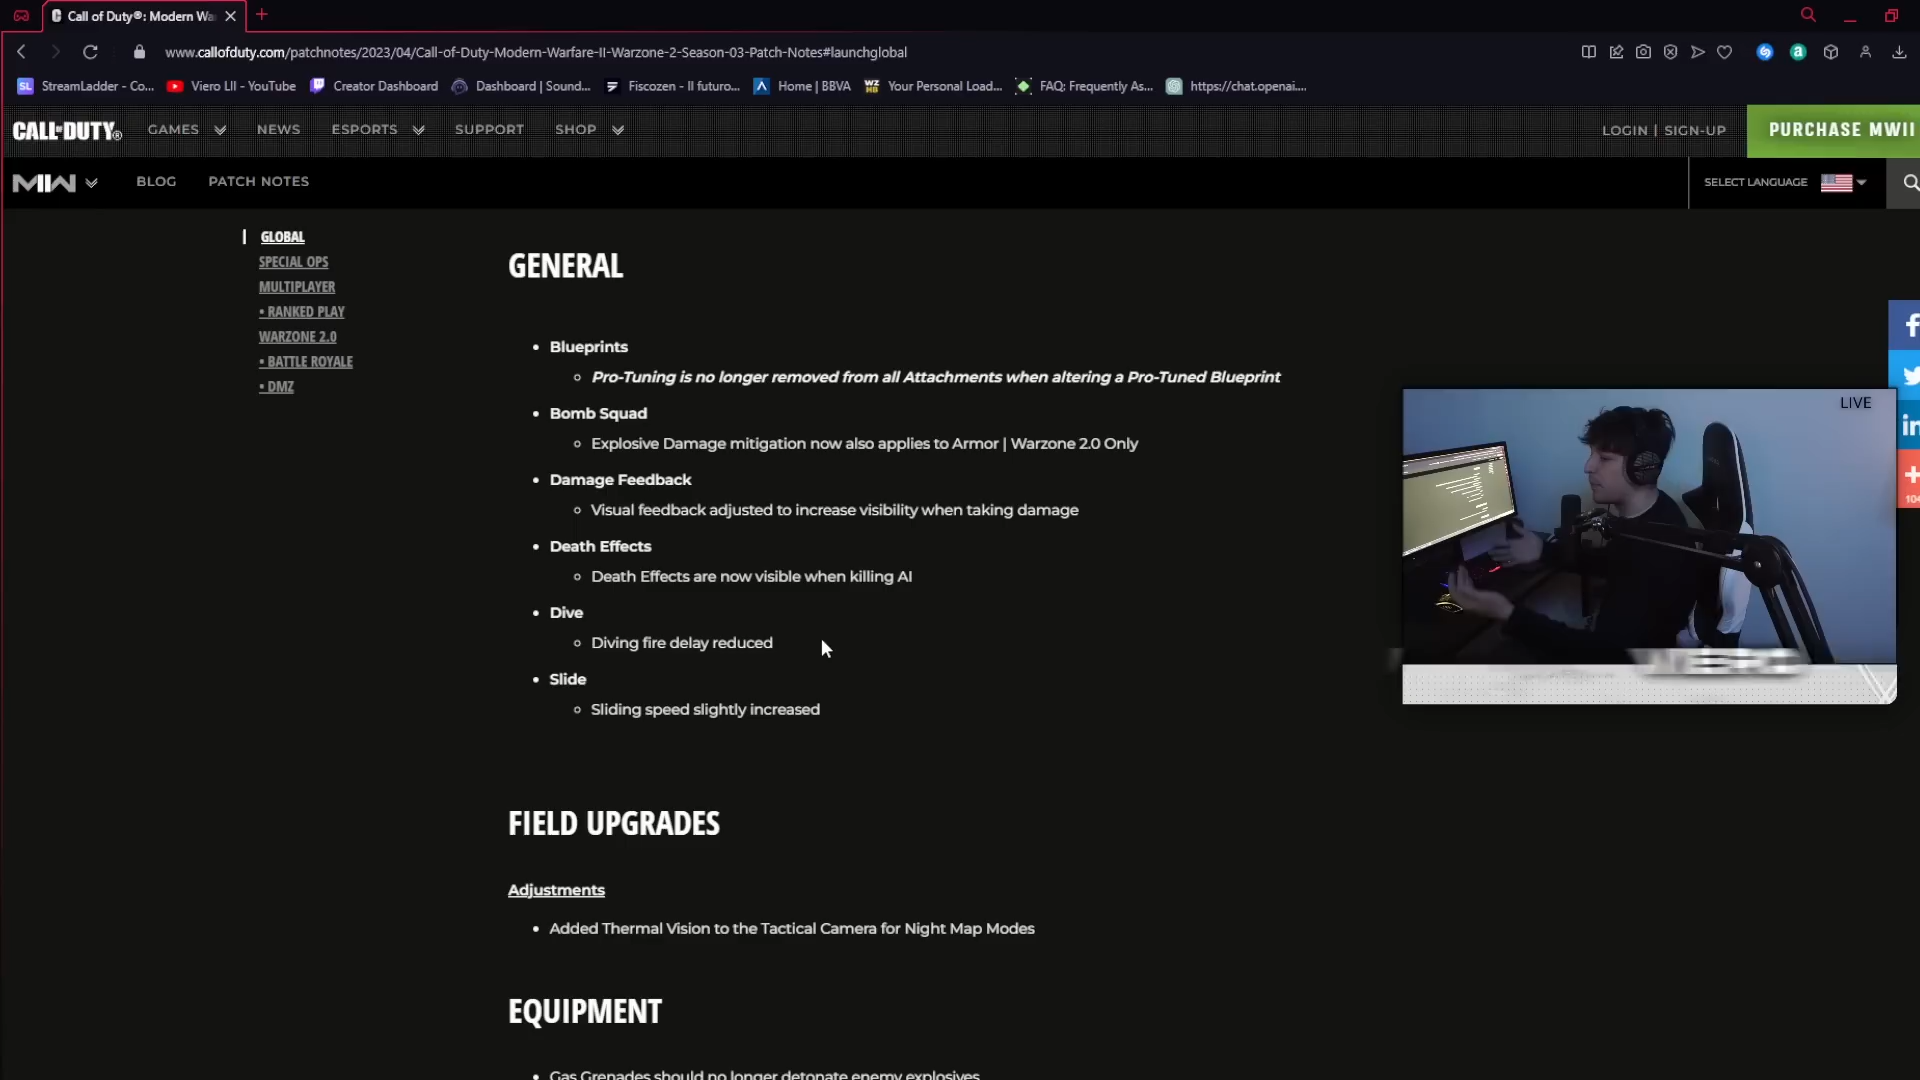 Call of Duty®: Modern Wa
www.callofduty.com/patchnotes/2023/04/Call-of-Duty-Modern-Warfare-II-Warzone-2-Season-03-Patch-Notes#launchglobal
SL StreamLadder - Co... Viero LII - YouTube Creator Dashboard Dashboard | Sound... Fiscozen - Il futuro... Home | BBVA WZ HB Your Personal Load... FAQ: Frequently As... https://chat.openai....
CALL OF DUTY® GAMES NEWS ESPORTS SUPPORT SHOP LOGIN | SIGN-UP PURCHASE MWII
MW BLOG PATCH NOTES SELECT LANGUAGE
GLOBAL
SPECIAL OPS
MULTIPLAYER
• RANKED PLAY
WARZONE 2.0
• BATTLE ROYALE
• DMZ
GENERAL
• Blueprints
Pro-Tuning is no longer removed from all Attachments when altering a Pro-Tuned Blueprint
• Bomb Squad
Explosive Damage mitigation now also applies to Armor | Warzone 2.0 Only
• Damage Feedback
Visual feedback adjusted to increase visibility when taking damage
• Death Effects
Death Effects are now visible when killing AI
• Dive
Diving fire delay reduced
• Slide
Sliding speed slightly increased
FIELD UPGRADES
Adjustments
• Added Thermal Vision to the Tactical Camera for Night Map Modes
EQUIPMENT
• Gas Grenades should no longer detonate enemy explosives
LIVE